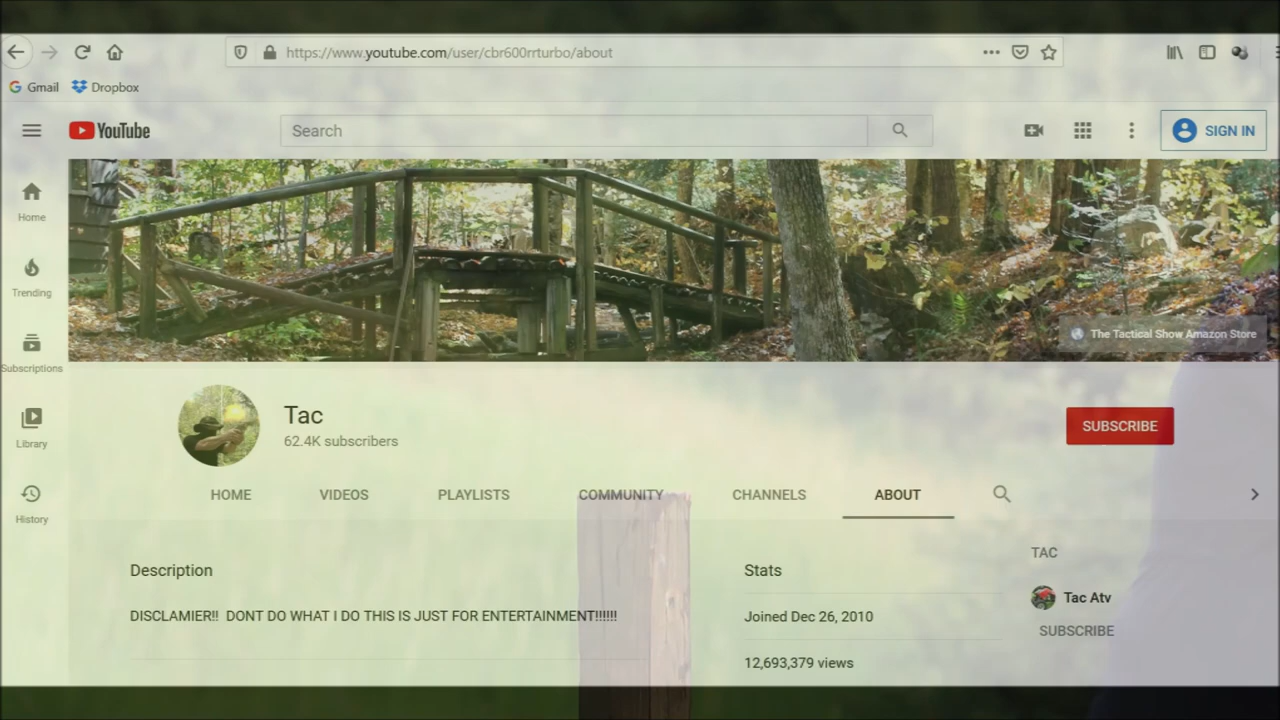 https://www.youtube.com/user/cbr600rrturbo/about
Gmail Dropbox
YouTube
Search
SIGN IN
Home
Trending
Subscriptions
Library
History
The Tactical Show Amazon Store
Tac
62.4K subscribers
SUBSCRIBE
HOME VIDEOS PLAYLISTS COMMUNITY CHANNELS ABOUT
Description
DISCLAMIER!! DONT DO WHAT I DO THIS IS JUST FOR ENTERTAINMENT!!!!!!
Stats
Joined Dec 26, 2010
12,693,379 views
TAC
Tac Atv
SUBSCRIBE